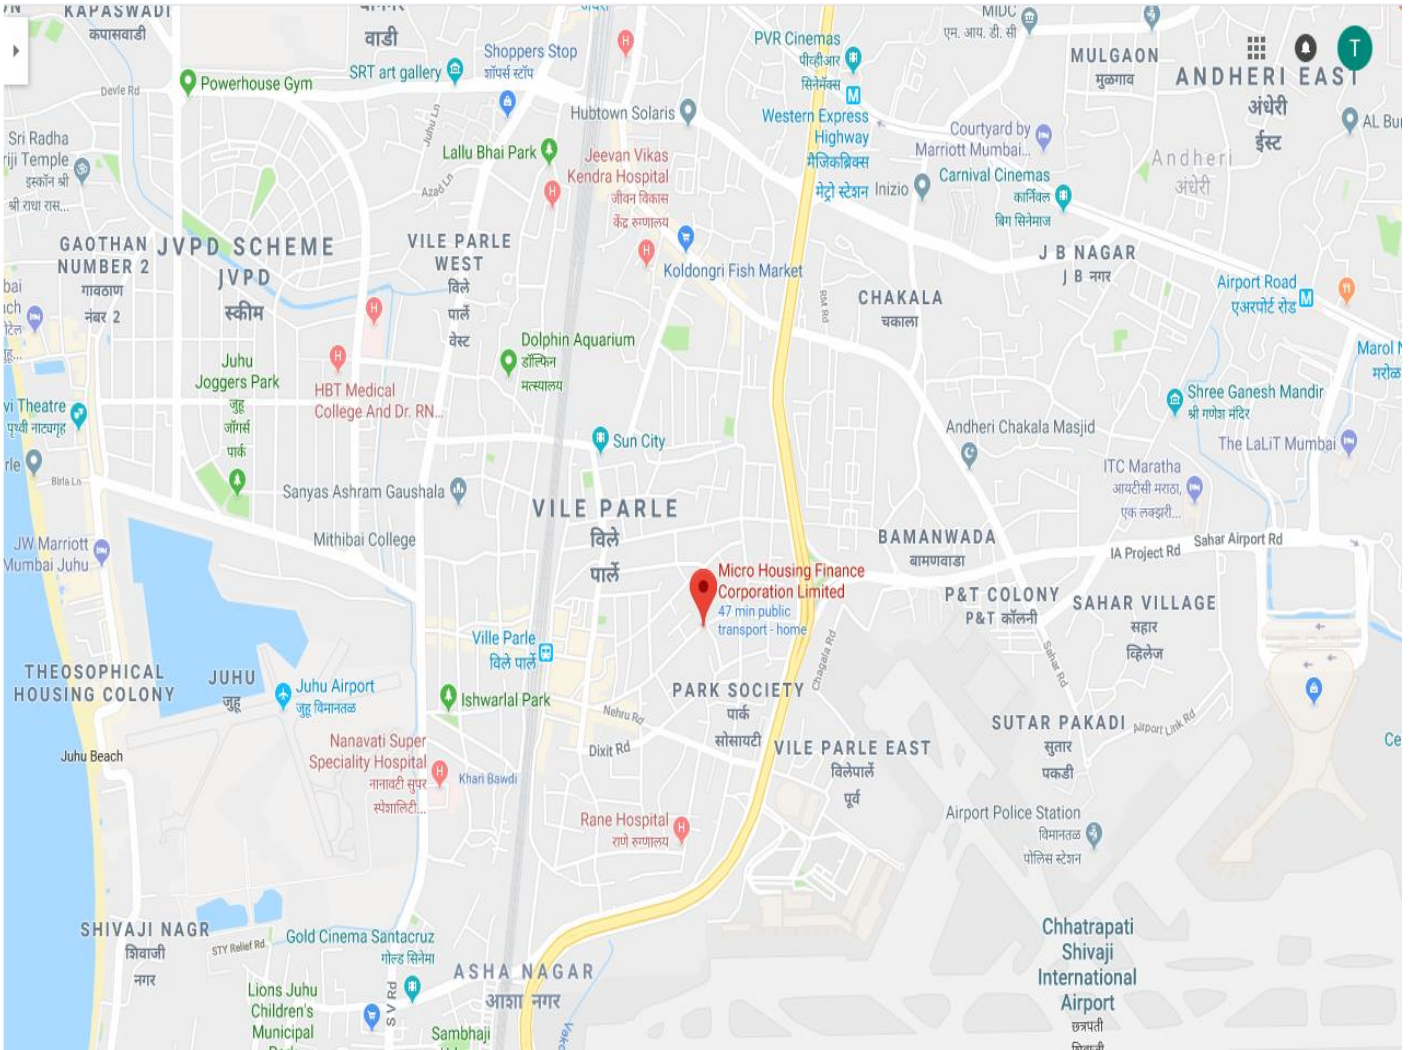 KAPASWADI
कपासवाडी
वाडी
Shoppers Stop
शॉपर्स स्टॉप
SRT art gallery
Powerhouse Gym
Devle Rd
Juhu Ln
Azad Ln
Sri Radha
Temple
इस्कॉन श्री
श्री राधा रास...
Hubtown Solaris
Lallu Bhai Park
Jeevan Vikas
Kendra Hospital
जीवन विकास
केंद्र रुग्णालय
PVR Cinemas
पीव्हीआर
सिनेमॅक्स
Western Express
Highway
मॅजिकब्रिक्स
मेट्रो स्टेशन
Inizio
MIDC
एम. आय. डी. सी
MULGAON
मुळगाव
T
ANDHERI EAST
अंधेरी
ईस्ट
Courtyard by
Marriott Mumbai...
Carnival Cinemas
कार्निवल
बिग सिनेमाज
Andheri
अंधेरी
GAOTHAN
NUMBER 2
गावठाण
नंबर 2
JVPD SCHEME
JVPD
स्कीम
VILE PARLE
WEST
विले
पार्ले
वेस्ट
Koldongri Fish Market
RM Rd
CHAKALA
चकाला
J B NAGAR
J B नगर
Airport Road
एअरपोर्ट रोड
Juhu
Joggers Park
जुहू
जॉगर्स
पार्क
HBT Medical
College And Dr. RN...
Dolphin Aquarium
डॉल्फिन
मत्स्यालय
Theatre
पृथ्वी नाट्यगृह
Birla Ln
Sun City
Marol
मरोळ
Shree Ganesh Mandir
श्री गणेश मंदिर
Andheri Chakala Masjid
The LaLiT Mumbai
ITC Maratha
आयटीसी मराठा,
एक लक्झरी...
Sanyas Ashram Gaushala
Mithibai College
VILE PARLE
विले
पार्ले
JW Marriott
Mumbai Juhu
BAMANWADA
बामणवाडा
IA Project Rd
Sahar Airport Rd
Micro Housing Finance
Corporation Limited
47 min public
transport - home
P&T COLONY
P&T कॉलनी
SAHAR VILLAGE
सहार
व्हिलेज
Ville Parle
विले पार्ले
Chagala Rd
Sahar Rd
THEOSOPHICAL
HOUSING COLONY
JUHU
जुहू
Juhu Airport
जुहू विमानतळ
Ishwarlal Park
Nehru Rd
PARK SOCIETY
पार्क
सोसायटी
SUTAR PAKADI
सुतार
पकडी
Airport Link Rd
Juhu Beach
Nanavati Super
Speciality Hospital
नानावटी सुपर
स्पेशालिटी...
Khari Bawdi
Dixit Rd
VILE PARLE EAST
विलेपार्ले
पूर्व
Rane Hospital
राणे रुग्णालय
Airport Police Station
विमानतळ
पोलिस स्टेशन
SHIVAJI NAGR
शिवाजी
नगर
STY Relief Rd
Gold Cinema Santacruz
गोल्ड सिनेमा
ASHA NAGAR
आशा नगर
Chhatrapati
Shivaji
International
Airport
छत्रपती
Lions Juhu
Children's
Municipal
S V Rd
Sambhaji